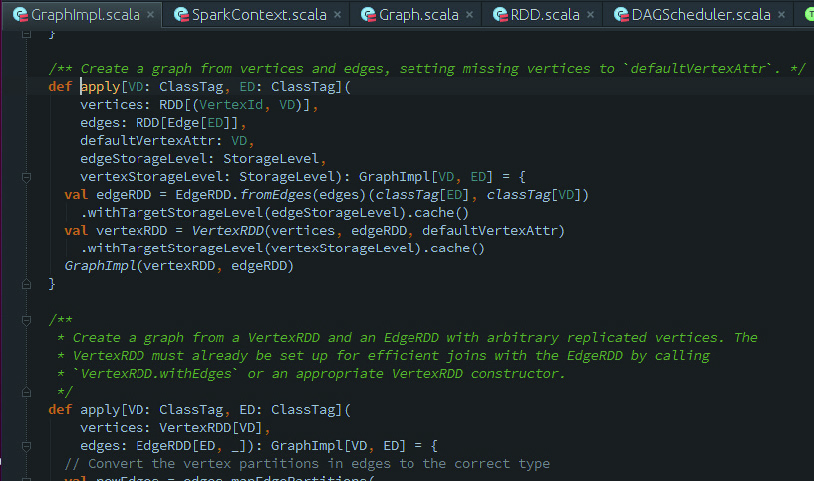 GraphImpl.scala × SparkContext.scala × Graph.scala × RDD.scala × DAGScheduler.scala ×
}
/** Create a graph from vertices and edges, setting missing vertices to `defaultVertexAttr`. */
def apply[VD: ClassTag, ED: ClassTag](
vertices: RDD[(VertexId, VD)],
edges: RDD[Edge[ED]],
defaultVertexAttr: VD,
edgeStorageLevel: StorageLevel,
vertexStorageLevel: StorageLevel): GraphImpl[VD, ED] = {
val edgeRDD = EdgeRDD.fromEdges(edges)(classTag[ED], classTag[VD])
.withTargetStorageLevel(edgeStorageLevel).cache()
val vertexRDD = VertexRDD(vertices, edgeRDD, defaultVertexAttr)
.withTargetStorageLevel(vertexStorageLevel).cache()
GraphImpl(vertexRDD, edgeRDD)
}
/**
* Create a graph from a VertexRDD and an EdgeRDD with arbitrary replicated vertices. The
* VertexRDD must already be set up for efficient joins with the EdgeRDD by calling
* `VertexRDD.withEdges` or an appropriate VertexRDD constructor.
*/
def apply[VD: ClassTag, ED: ClassTag](
vertices: VertexRDD[VD],
edges: EdgeRDD[ED, _]): GraphImpl[VD, ED] = {
// Convert the vertex partitions in edges to the correct type
val newEdges = edges.mapEdgePartitions(